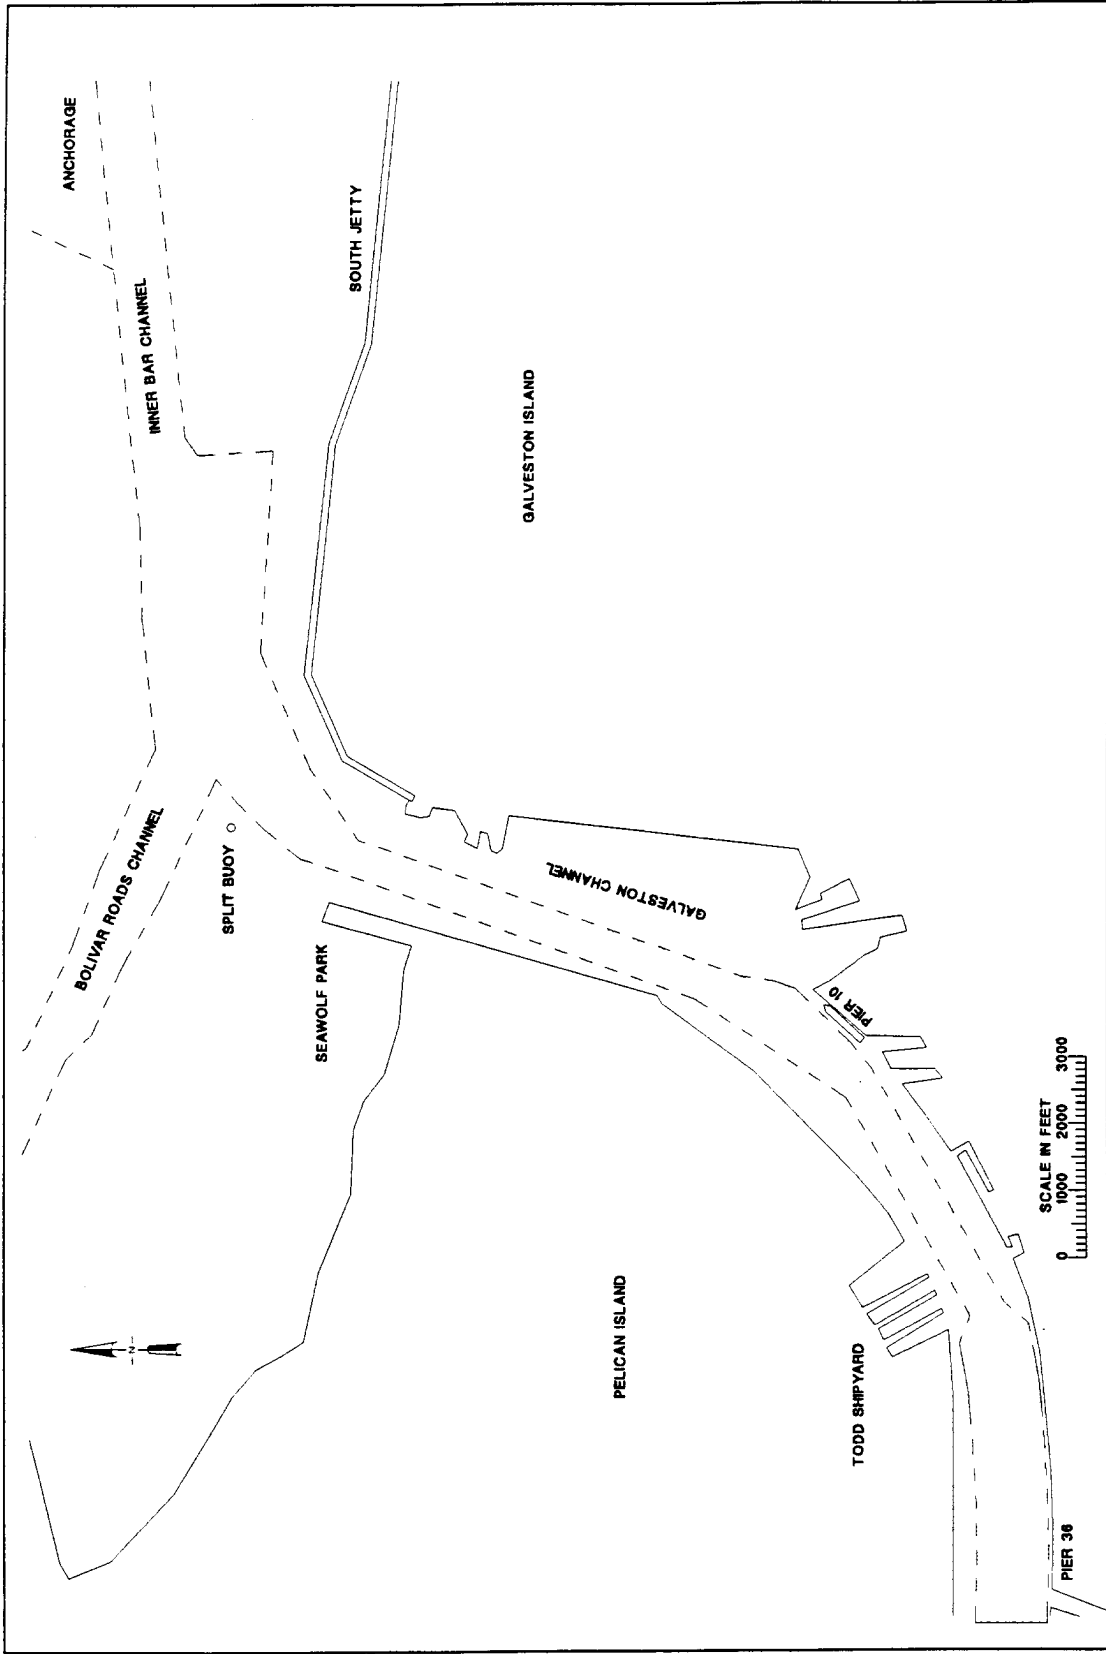 ANCHORAGE
INNER BAR CHANNEL
SOUTH JETTY
GALVESTON ISLAND
BOLIVAR ROADS CHANNEL
SPLIT BUOY
SEAWOLF PARK
GALVESTON CHANNEL
PIER 10
PELICAN ISLAND
TODD SHIPYARD
PIER 36
N
SCALE IN FEET
0 1000 2000 3000